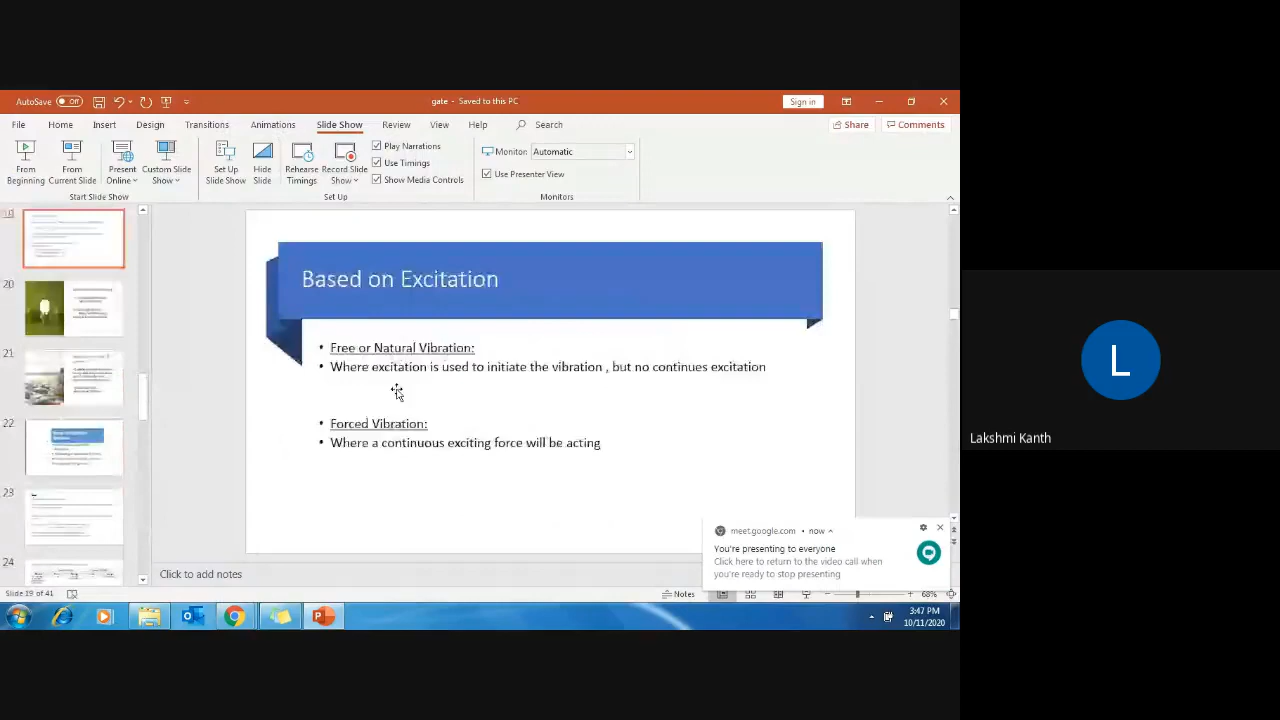 AutoSave Off
gate - Saved to this PC
Sign in
File Home Insert Design Transitions Animations Slide Show Review View Help Search
Share Comments
From Beginning
From Current Slide
Present Online
Custom Slide Show
Set Up Slide Show
Hide Slide
Rehearse Timings
Record Slide Show
Play Narrations
Use Timings
Show Media Controls
Monitor: Automatic
Use Presenter View
Start Slide Show
Set Up
Monitors
20
21
22
23
24
Based on Excitation
• Free or Natural Vibration:
• Where excitation is used to initiate the vibration , but no continues excitation
• Forced Vibration:
• Where a continuous exciting force will be acting
meet.google.com • now
You're presenting to everyone
Click here to return to the video call when
you're ready to stop presenting
Click to add notes
Slide 19 of 41
Notes
68%
3:47 PM
10/11/2020
L
Lakshmi Kanth